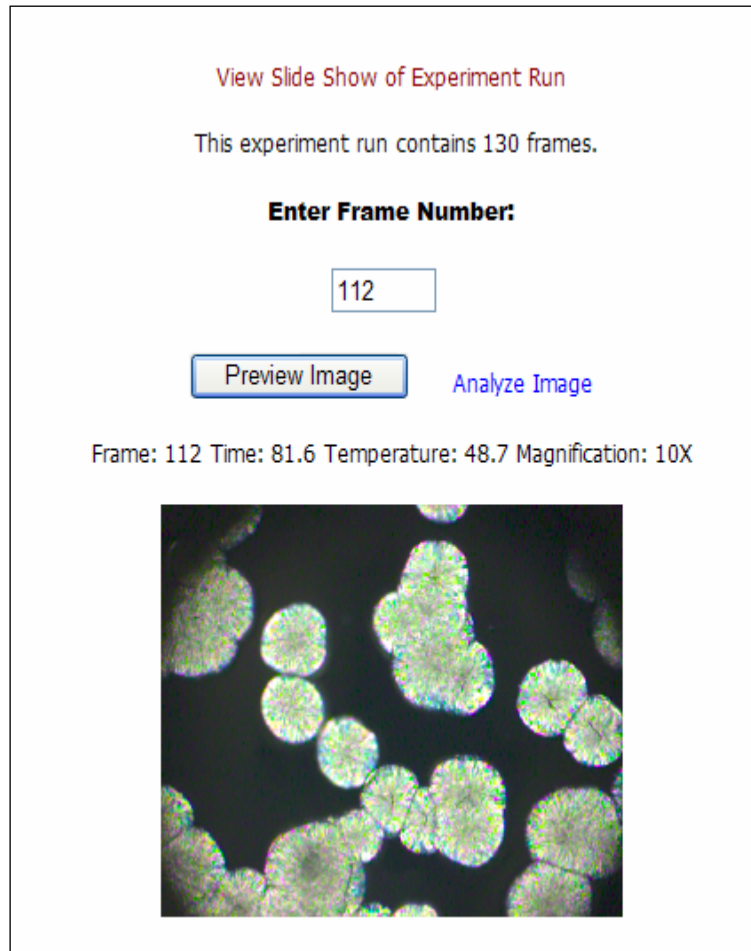 View Slide Show of Experiment Run
This experiment run contains 130 frames.
Enter Frame Number:
112
Preview Image Analyze Image
Frame: 112 Time: 81.6 Temperature: 48.7 Magnification: 10X